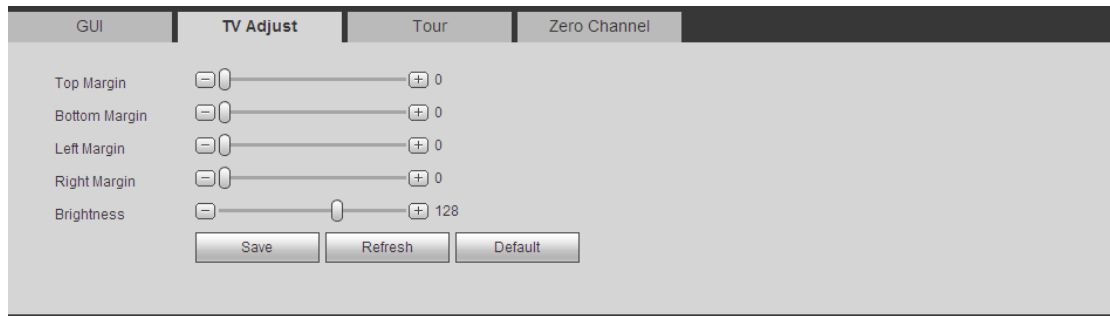 GUI TV Adjust Tour Zero Channel
Top Margin 0
Bottom Margin 0
Left Margin 0
Right Margin 0
Brightness 128
Save Refresh Default